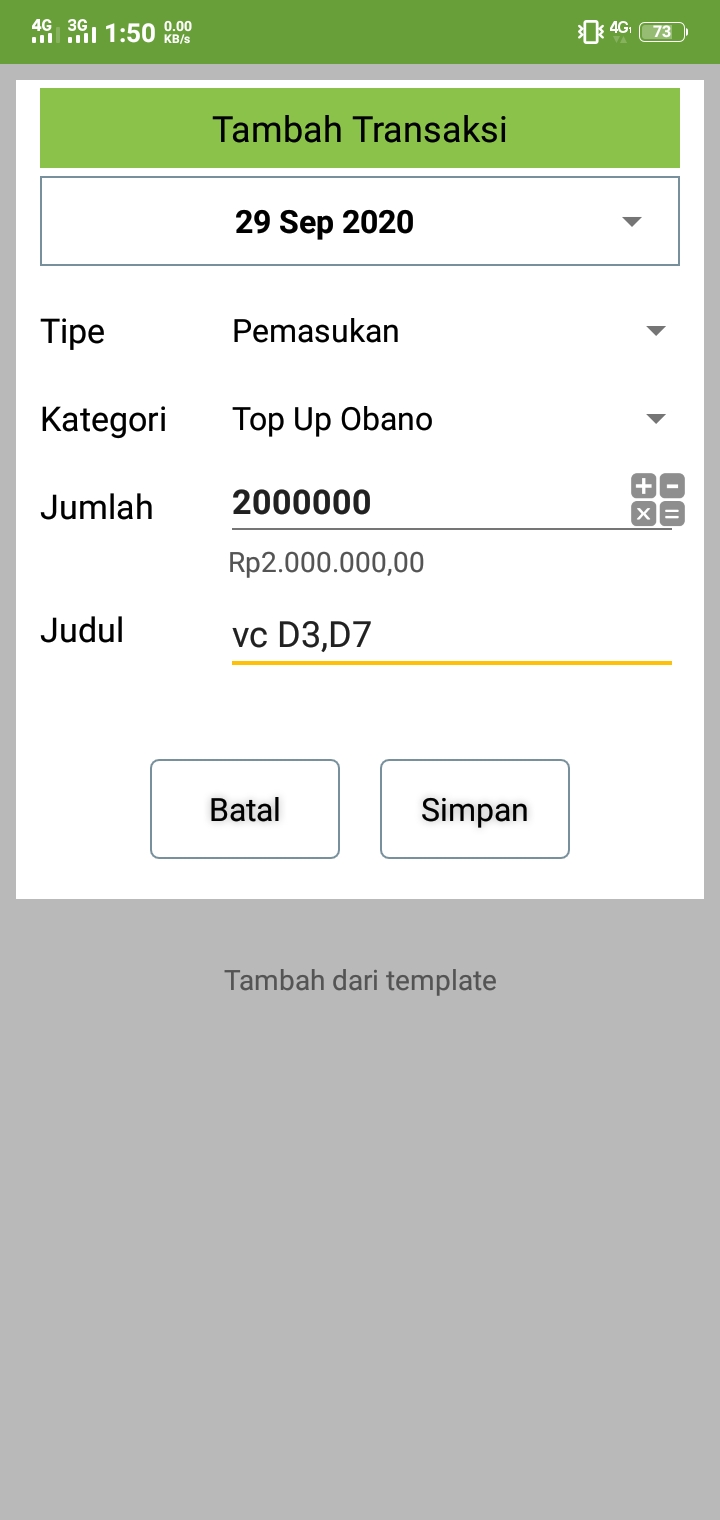 4G 3G 1:50 0.00 KB/s 4G 73
Tambah Transaksi
29 Sep 2020
Tipe Pemasukan
Kategori Top Up Obano
Jumlah 2000000
Rp2.000.000,00
Judul vc D3,D7
Batal Simpan
Tambah dari template